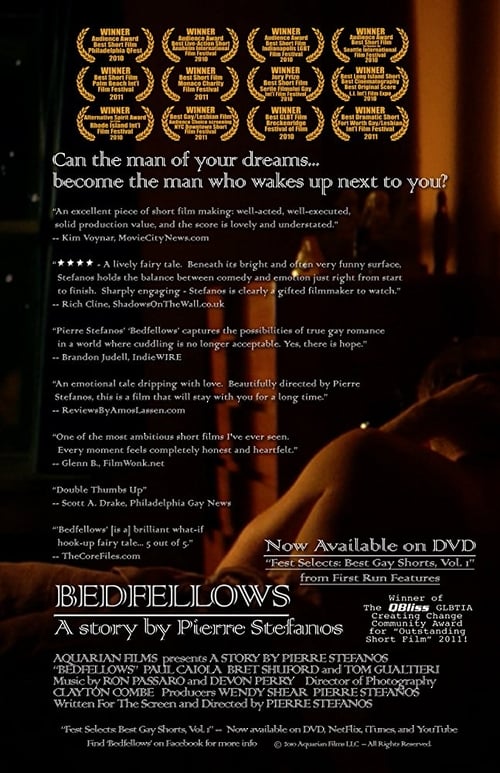 WINNER
Audience Award
Best Short Film
Philadelphia QFest
2010
WINNER
Audience Award
Best Live-Action Short
Anaheim Int'l
Film Festival
2010
WINNER
Audience Award
Best Short Film
Indianapolis LGBT
Film Festival
2010
WINNER
Audience Award
Best Short Film
Seattle International
Film Festival
2010
WINNER
Best Short Film
Palm Beach Int'l
Film Festival
2011
WINNER
Best Short Film
Monaco Charity
Film Festival
2011
WINNER
Jury Prize
Best Short Film
Int'l Film Festival
2010
WINNER
Best Long Island Short
Best Cinematography
Best Original Score
L.I. Int'l Film Expo
2010
WINNER
Alternative Spirit Award
Rhode Island Int'l
Film Festival
2010
WINNER
Best Gay/Lesbian Film
Audience Choice Screening
NYC Downtown Short
Film Festival
2010
WINNER
Best GLBT Film
Breckenridge
Festival of Film
2010
WINNER
Best Dramatic Short
Fort Worth Gay/Lesbian
Int'l Film Festival
2011
Can the man of your dreams...
become the man who wakes up next to you?
"An excellent piece of short film making: well-acted, well-executed,
solid production value, and the score is lovely and understated."
-- Kim Voynar, MovieCityNews.com
"★★★★ - A lively fairy tale. Beneath its bright and often very funny surface,
Stefanos holds the balance between comedy and emotion just right from start
to finish. Sharply engaging - Stefanos is clearly a gifted filmmaker to watch."
-- Rich Cline, ShadowsOnTheWall.co.uk
"Pierre Stefanos' 'Bedfellows' captures the possibilities of true gay romance
in a world where cuddling is no longer acceptable. Yes, there is hope."
-- Brandon Judell, IndieWIRE
"An emotional tale dripping with love. Beautifully directed by Pierre
Stefanos, this is a film that will stay with you for a long time."
-- ReviewsByAmosLassen.com
"One of the most ambitious short films I've ever seen.
Every moment feels completely honest and heartfelt."
-- Glenn B., FilmWonk.net
"Double Thumbs Up"
-- Scott A. Drake, Philadelphia Gay News
"'Bedfellows' [is a] brilliant what-if
hook-up fairy tale... 5 out of 5."
-- TheCoreFiles.com
Now Available on DVD
"Fest Selects: Best Gay Shorts, Vol. 1"
from First Run Features
BEDFELLOWS
A story by Pierre Stefanos
Winner of
The QBliss GLBTIA
Creating Change
Community Award
for "Outstanding
Short Film" 2011!
AQUARIAN FILMS presents A STORY BY PIERRE STEFANOS
"BEDFELLOWS" PAUL CAIOLA BRET SHUFORD and TOM GUALTIERI
Music by RON PASSARO and DEVON PERRY Director of Photography
CLAYTON COMBE Producers WENDY SHEAR PIERRE STEFANOS
Written For The Screen and Directed by PIERRE STEFANOS
"Fest Selects: Best Gay Shorts, Vol. 1" -- Now available on DVD, NetFlix, iTunes, and YouTube
Find 'Bedfellows' on Facebook for more info © 2010 Aquarian Films LLC -- All Rights Reserved.